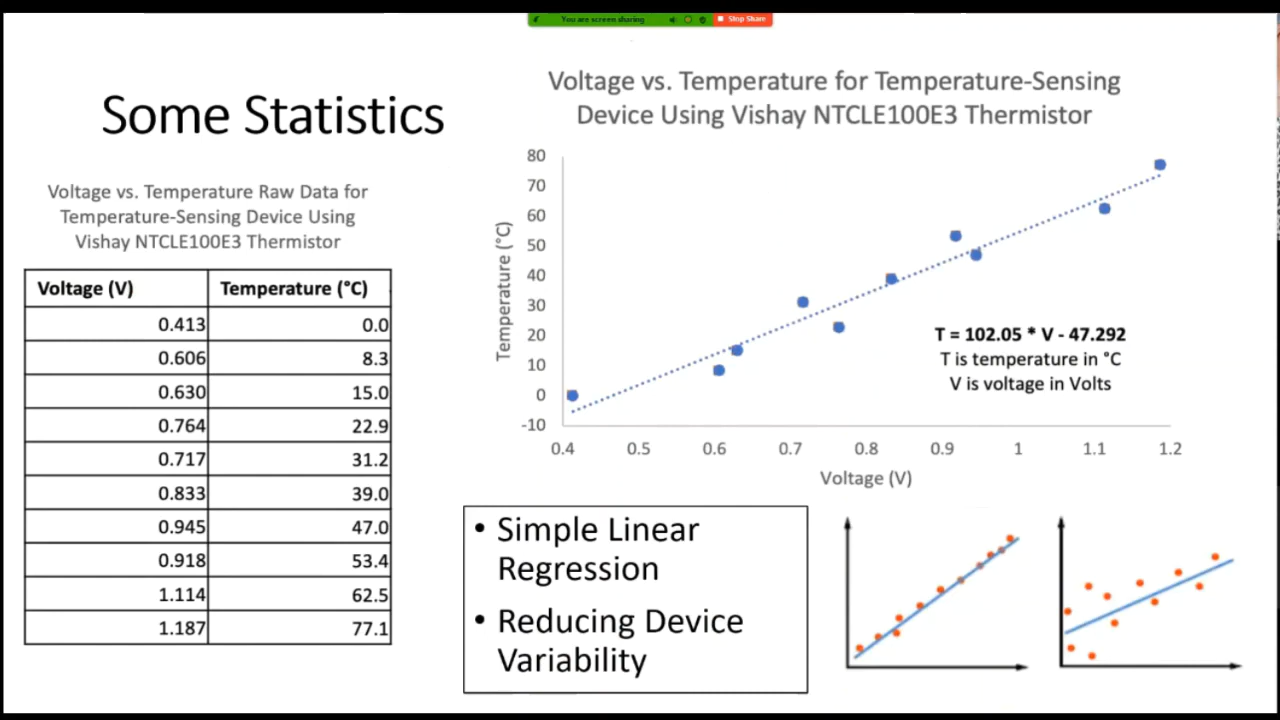 You are screen sharing
Stop Share
Some Statistics
Voltage vs. Temperature Raw Data for
Temperature-Sensing Device Using
Vishay NTCLE100E3 Thermistor
Voltage (V) Temperature (°C)
0.413 0.0
0.606 8.3
0.630 15.0
0.764 22.9
0.717 31.2
0.833 39.0
0.945 47.0
0.918 53.4
1.114 62.5
1.187 77.1
Voltage vs. Temperature for Temperature-Sensing
Device Using Vishay NTCLE100E3 Thermistor
Temperature (°C)
80
70
60
50
40
30
20
10
0
-10
0.4 0.5 0.6 0.7 0.8 0.9 1 1.1 1.2
Voltage (V)
T = 102.05 * V - 47.292
T is temperature in °C
V is voltage in Volts
• Simple Linear
Regression
• Reducing Device
Variability